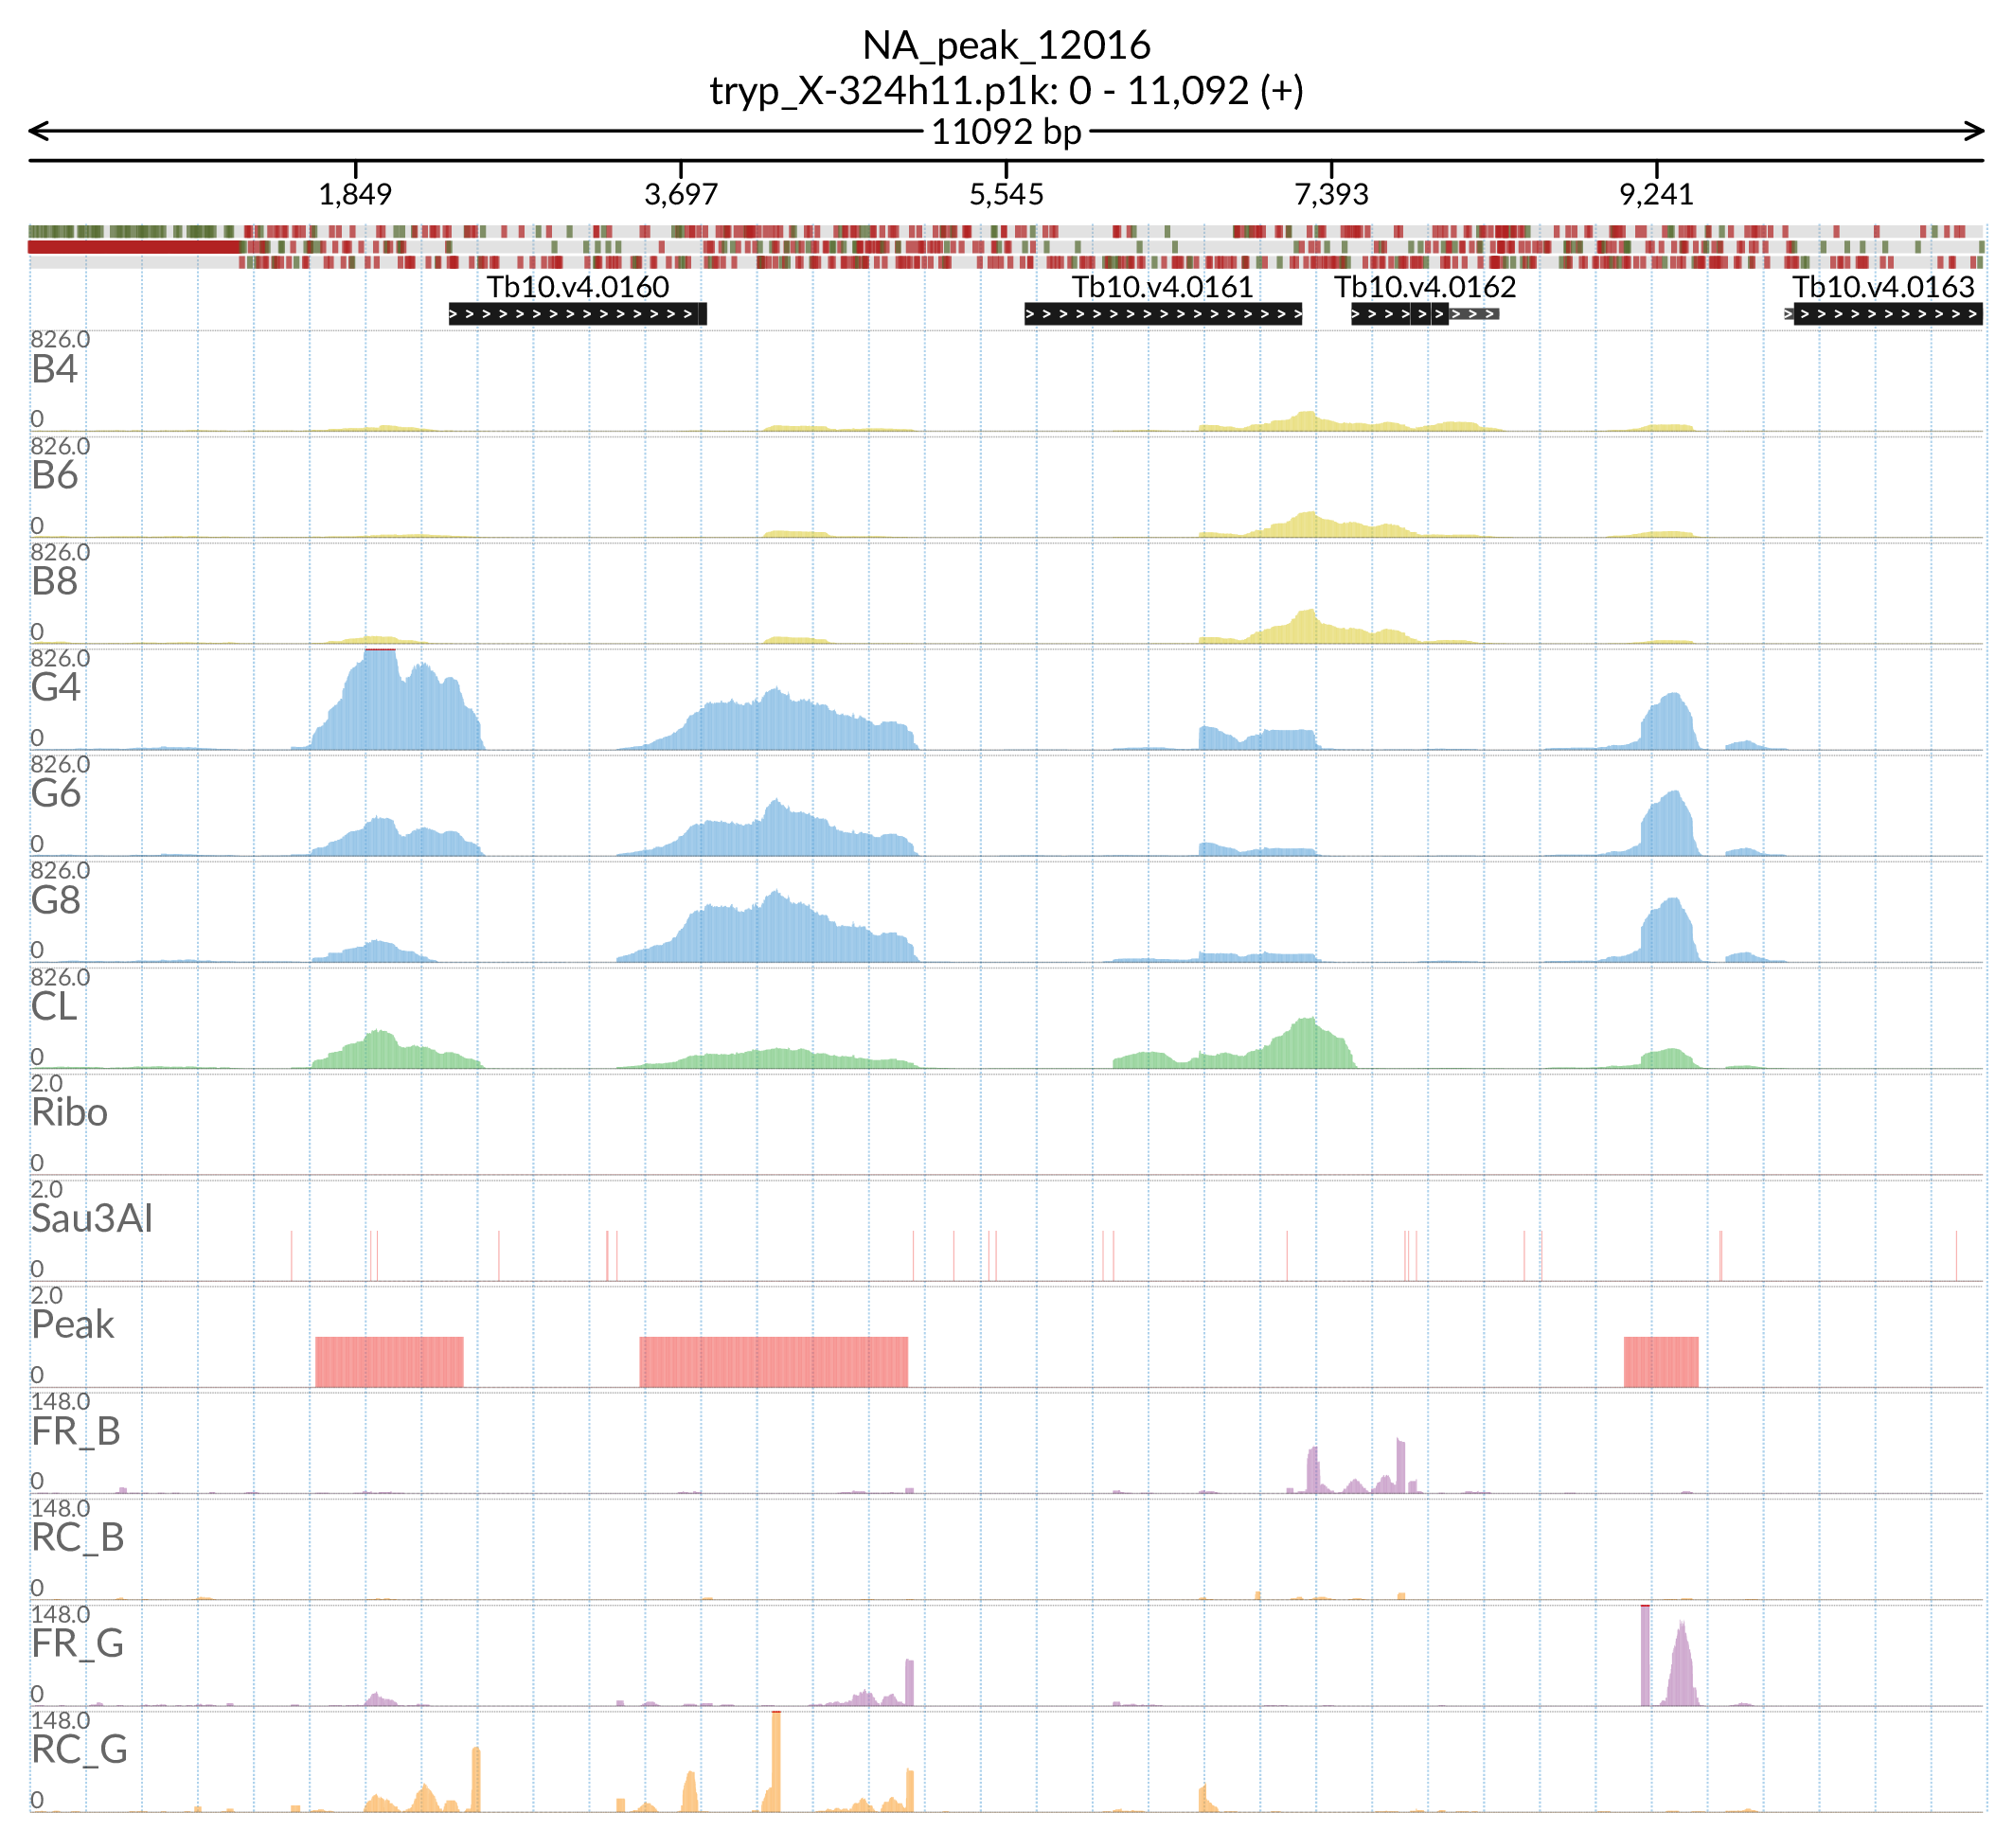 NA_peak_12016
tryp_X-324h11.p1k: 0 - 11,092 (+)
11092 bp
1,849 3,697 5,545 7,393 9,241
Tb10.v4.0160 Tb10.v4.0161 Tb10.v4.0162 Tb10.v4.0163
826.0
B4
0
826.0
B6
0
826.0
B8
0
826.0
G4
0
826.0
G6
0
826.0
G8
0
826.0
CL
0
2.0
Ribo
0
2.0
Sau3AI
0
2.0
Peak
0
148.0
FR_B
0
148.0
RC_B
0
148.0
FR_G
0
148.0
RC_G
0